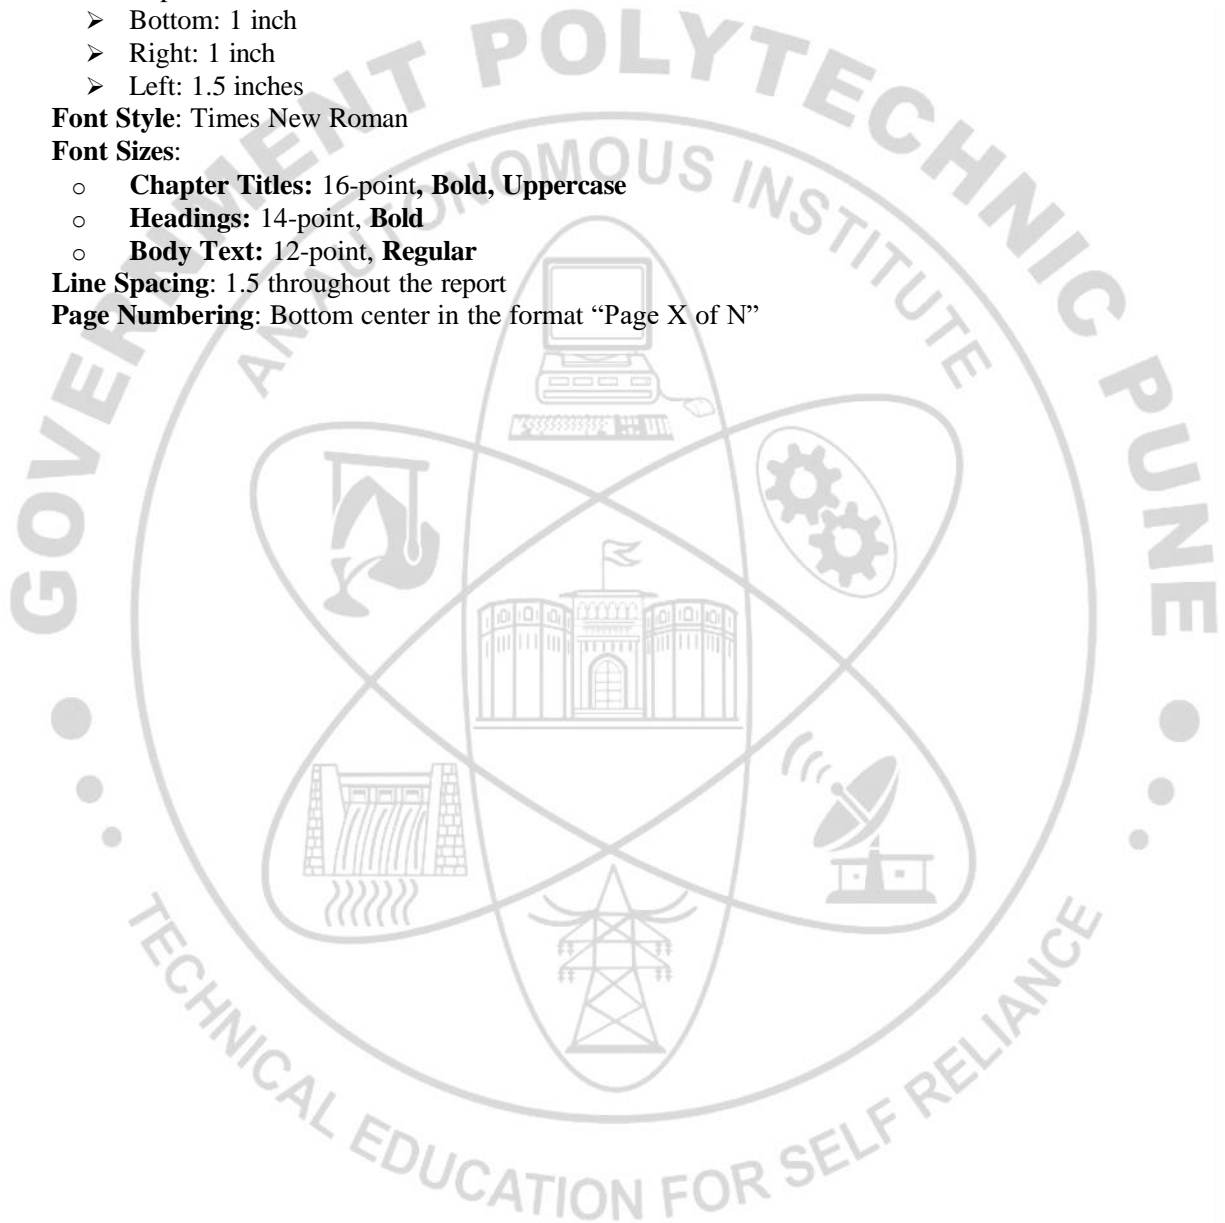 ➢ Bottom: 1 inch
➢ Right: 1 inch
➢ Left: 1.5 inches
Font Style: Times New Roman
Font Sizes:
o Chapter Titles: 16-point, Bold, Uppercase
o Headings: 14-point, Bold
o Body Text: 12-point, Regular
Line Spacing: 1.5 throughout the report
Page Numbering: Bottom center in the format “Page X of N”
GOVERNMENT POLYTECHNIC PUNE
AN AUTONOMOUS INSTITUTE
TECHNICAL EDUCATION FOR SELF RELIANCE